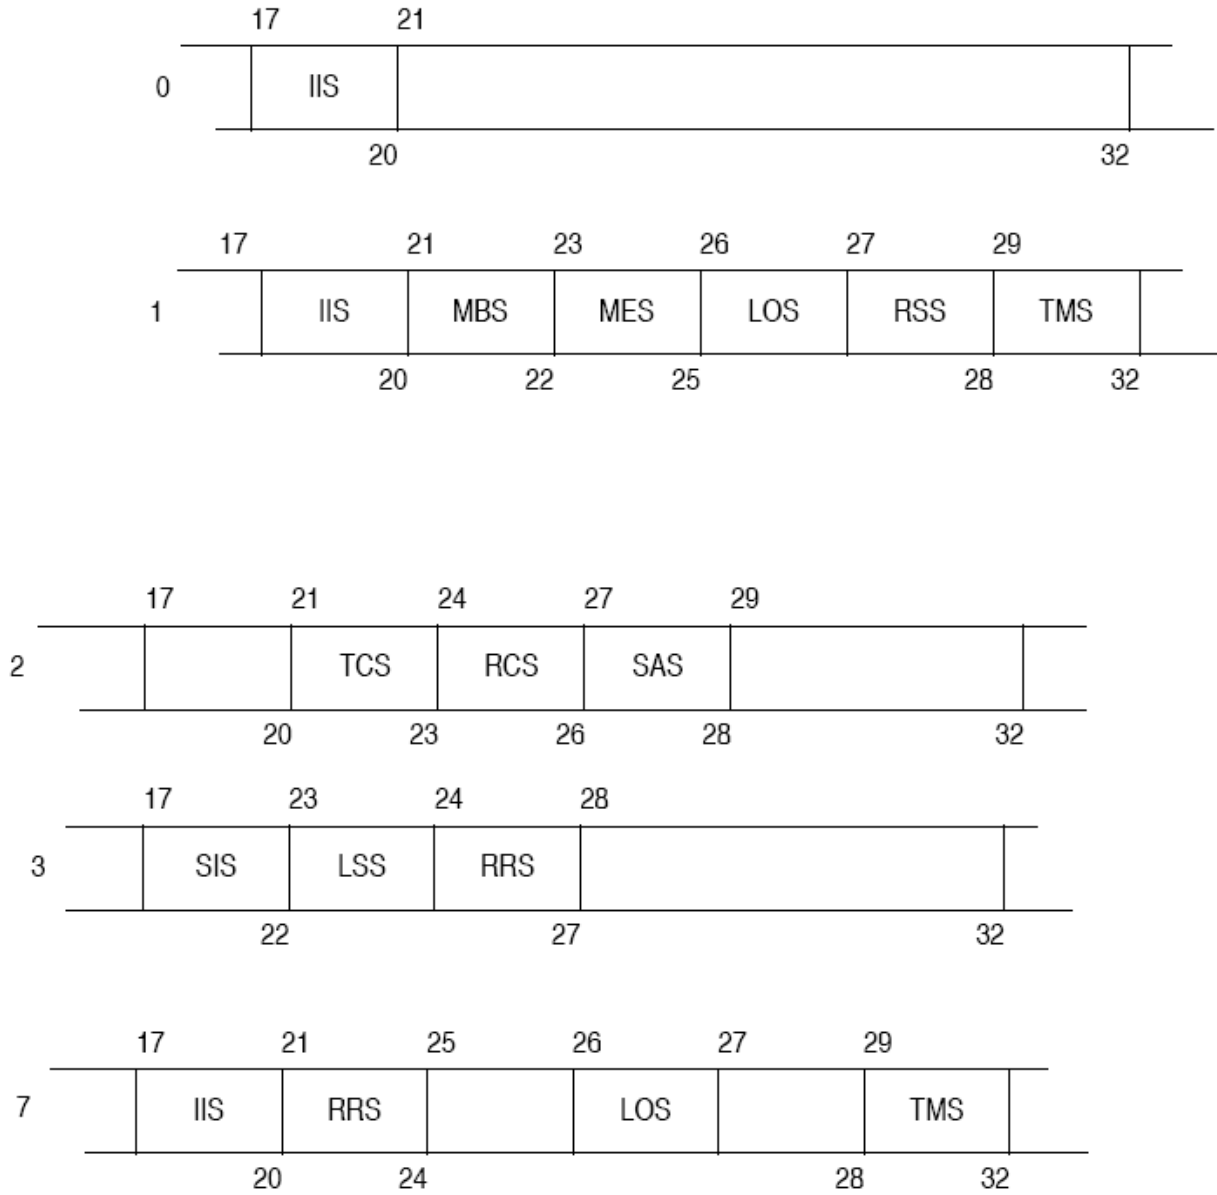 17 21
0 IIS
20 32
17 21 23 26 27 29
1 IIS MBS MES LOS RSS TMS
20 22 25 28 32
17 21 24 27 29
2 TCS RCS SAS
20 23 26 28 32
17 23 24 28
3 SIS LSS RRS
22 27 32
17 21 25 26 27 29
7 IIS RRS LOS TMS
20 24 28 32